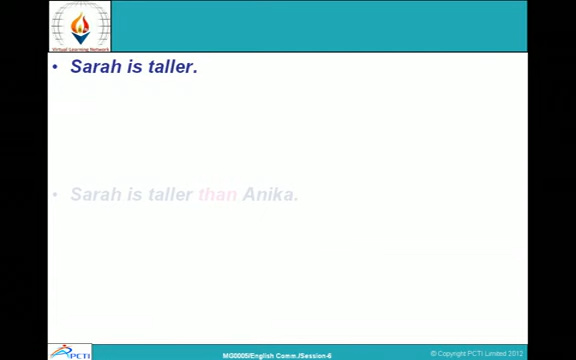 Virtual Learning Network
• Sarah is taller.
• Sarah is taller than Anika.
PCTI
MG0005/English Comm./Session-6
© Copyright PCTI Limited 2012